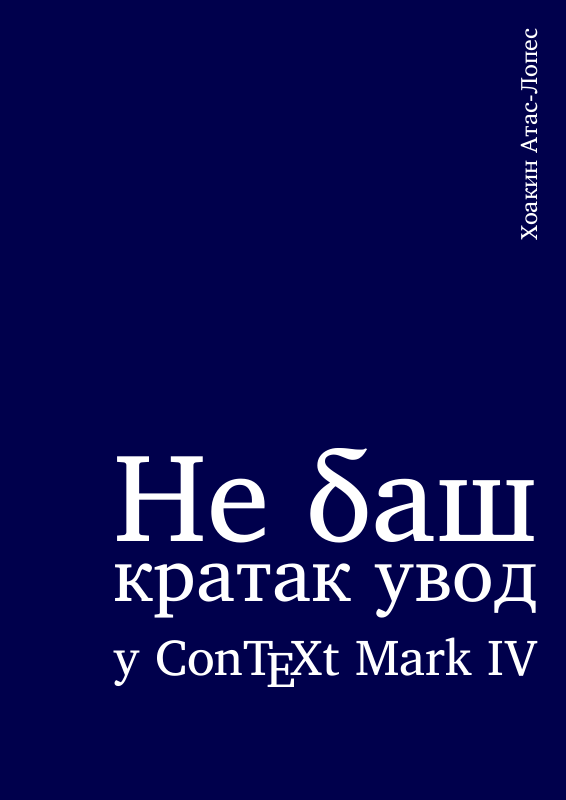 Хоакин Атас-Лопес
Не баш
кратак увод
у ConTEXt Mark IV